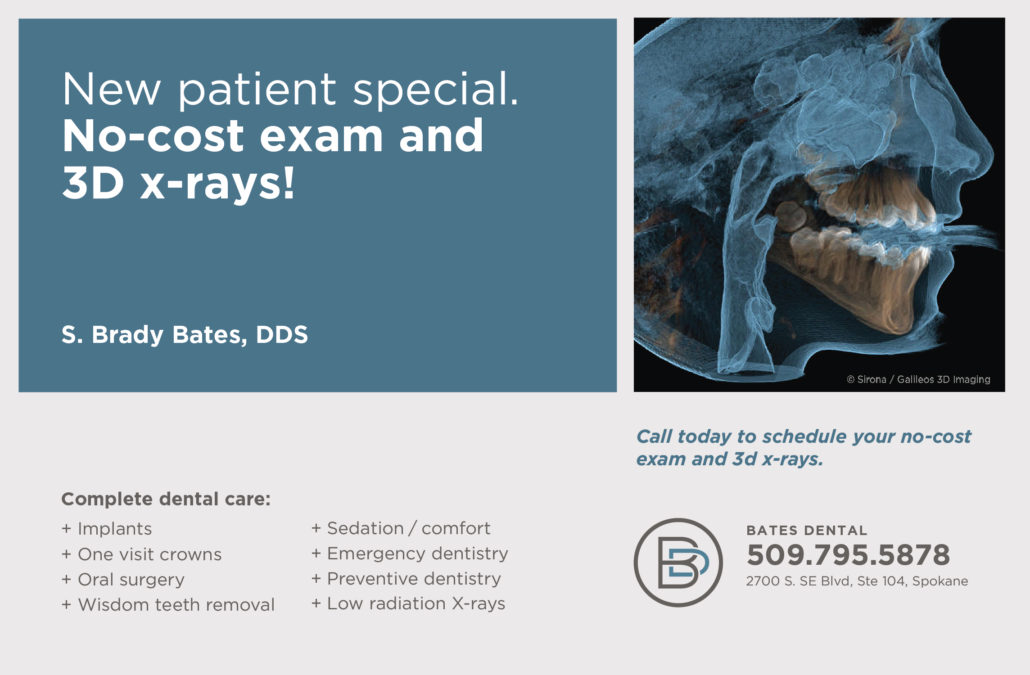 New patient special.
No-cost exam and
3D x-rays!
S. Brady Bates, DDS
© Sirona / Galileos 3D Imaging
Call today to schedule your no-cost
exam and 3d x-rays.
Complete dental care:
+ Implants
+ One visit crowns
+ Oral surgery
+ Wisdom teeth removal
+ Sedation / comfort
+ Emergency dentistry
+ Preventive dentistry
+ Low radiation X-rays
BD
BATES DENTAL
509.795.5878
2700 S. SE Blvd, Ste 104, Spokane